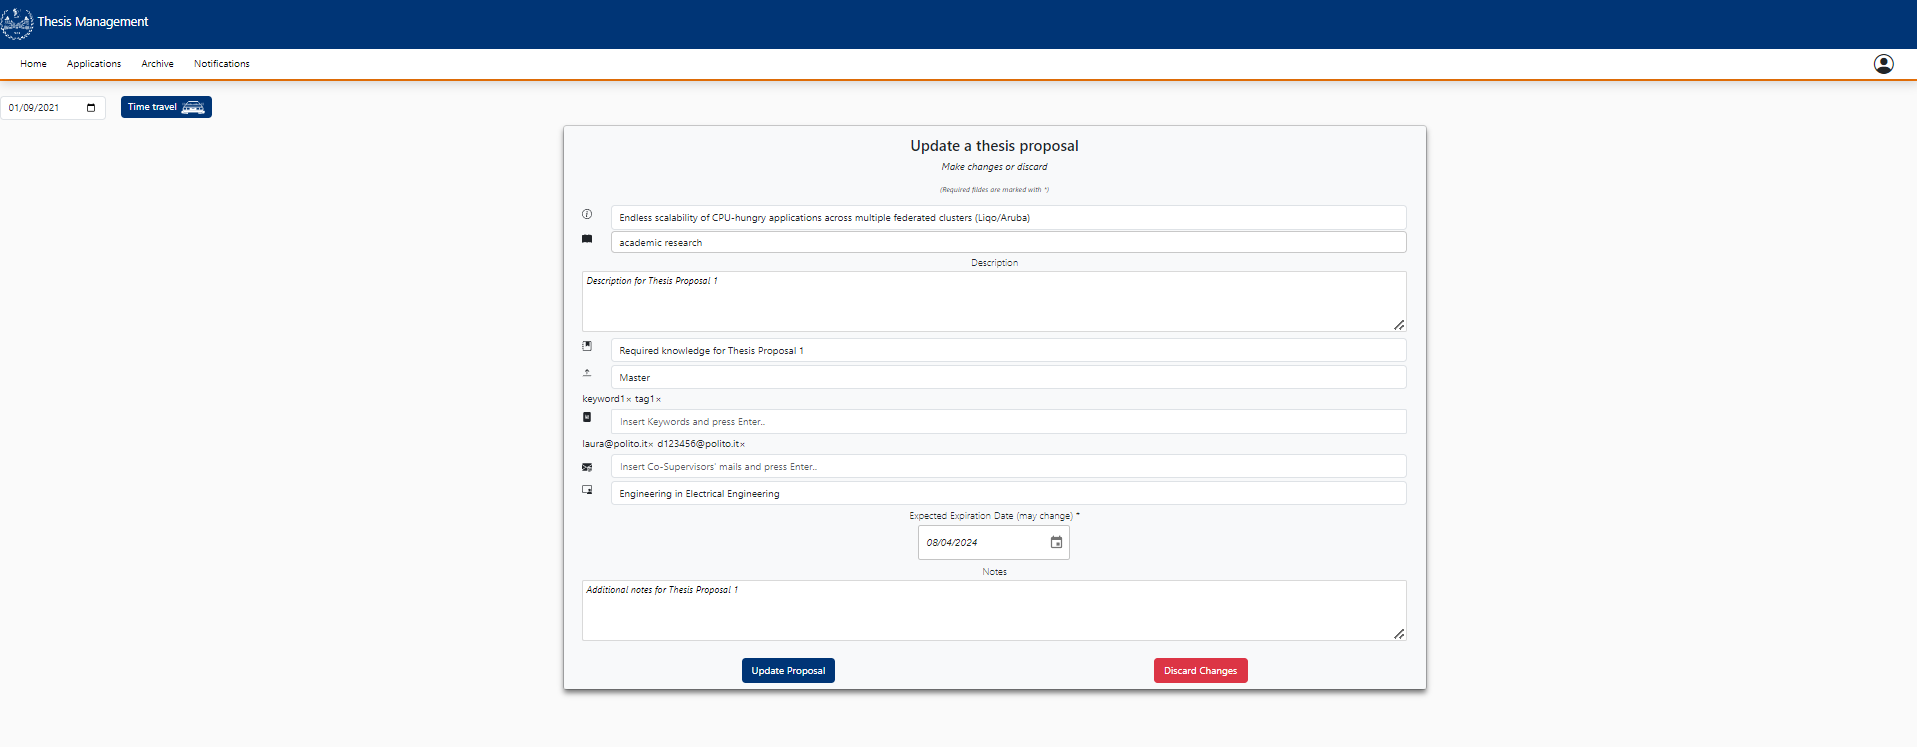 Thesis Management
Home Applications Archive Notifications
01/09/2021 Time travel
Update a thesis proposal
Make changes or discard
(Required fildes are marked with *)
Endless scalability of CPU-hungry applications across multiple federated clusters (Liqo/Aruba)
academic research
Description
Description for Thesis Proposal 1
Required knowledge for Thesis Proposal 1
Master
keyword1× tag1×
Insert Keywords and press Enter..
laura@polito.it× d123456@polito.it×
Insert Co-Supervisors' mails and press Enter..
Engineering in Electrical Engineering
Expected Expiration Date (may change) *
08/04/2024
Notes
Additional notes for Thesis Proposal 1
Update Proposal Discard Changes